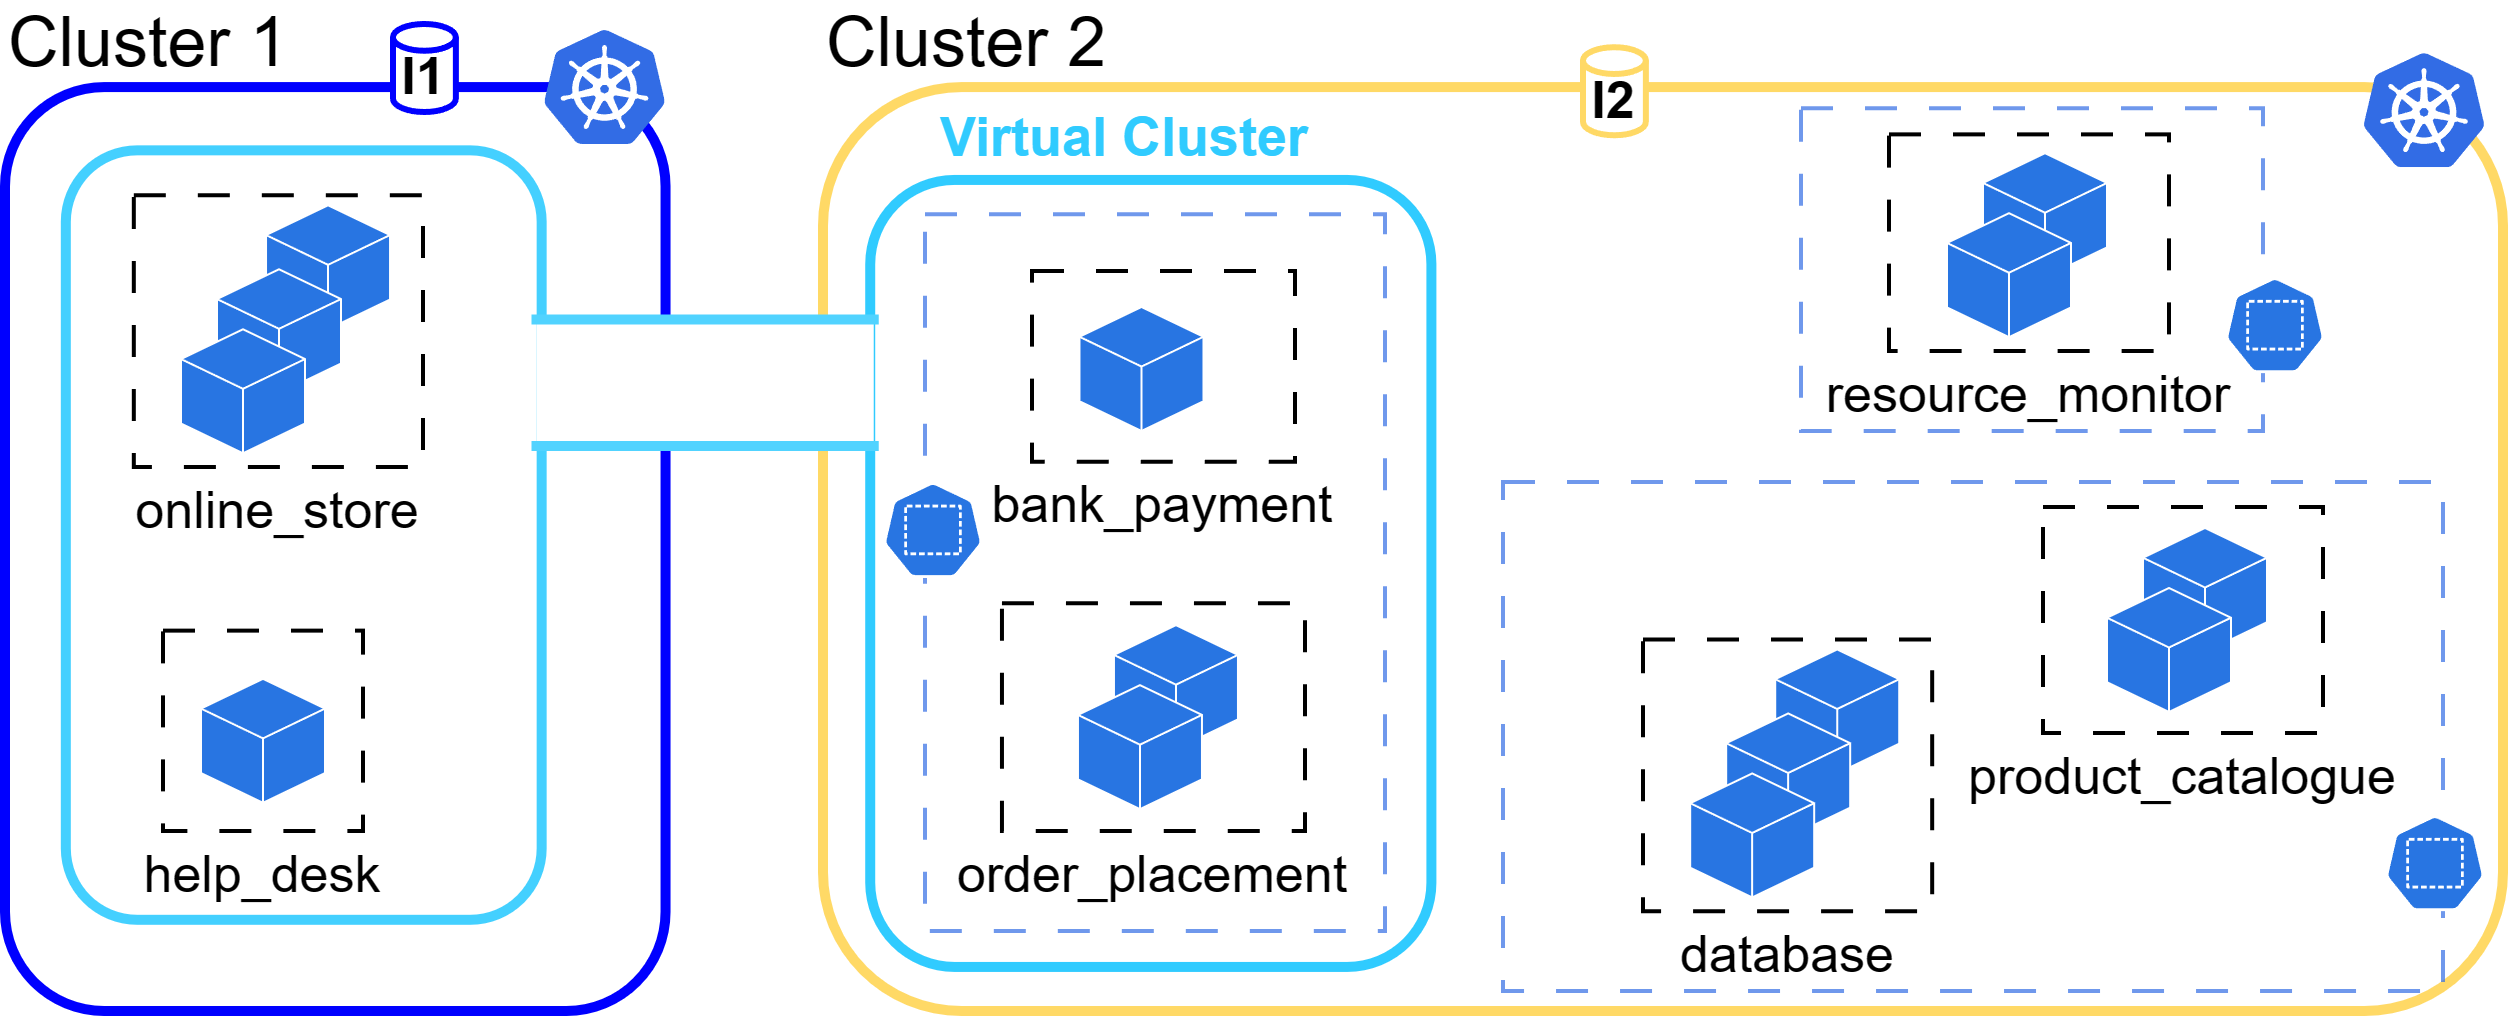 Cluster 1
I1
Cluster 2
I2
Virtual Cluster
online_store
help_desk
bank_payment
order_placement
resource_monitor
product_catalogue
database